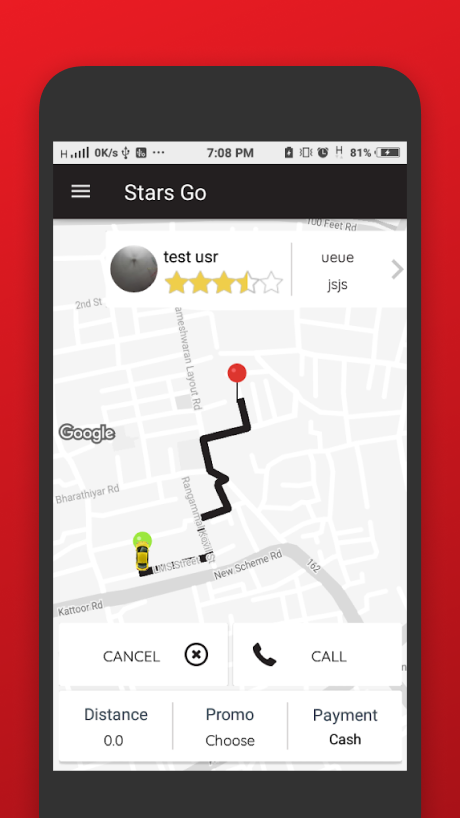 H 0K/s ... 7:08 PM H 81%
Stars Go
100 Feet Rd
test usr
ueue
jsjs
2nd St
ameshwaran Layout Rd
Google
Bharathiyar Rd
Kattoor Rd
New Scheme Rd
162
CANCEL
CALL
Distance
Promo
Payment
0.0
Choose
Cash